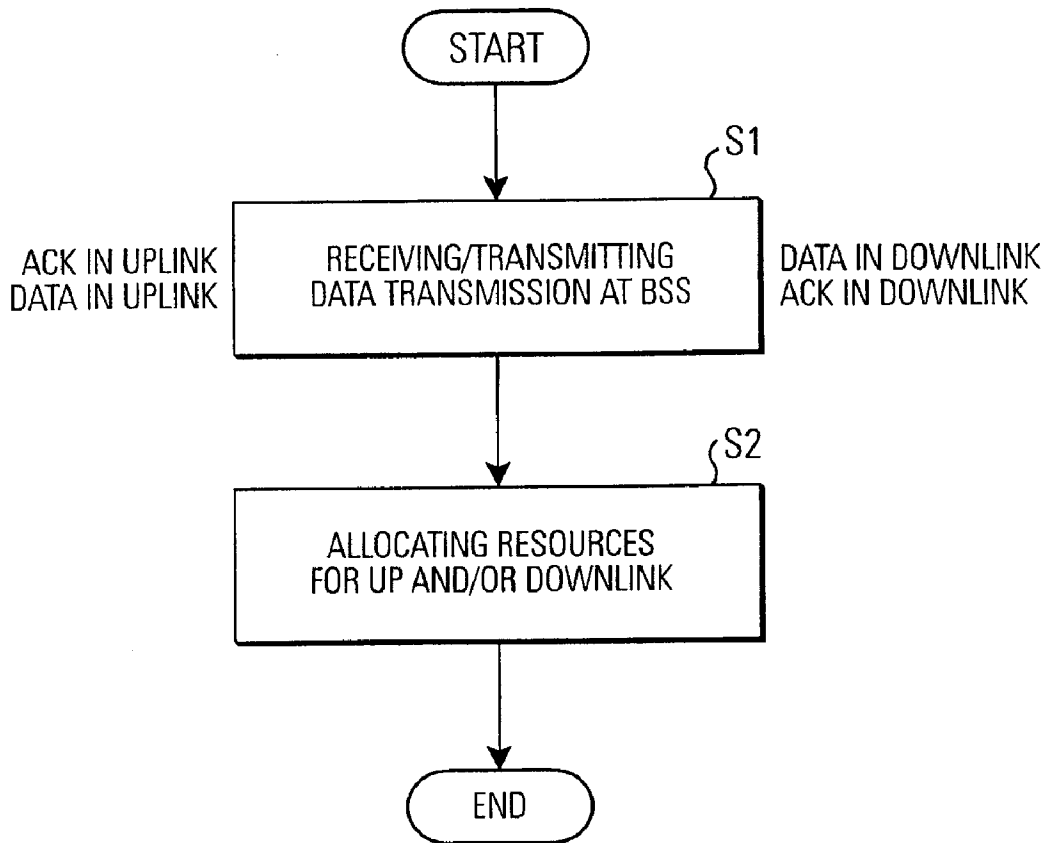 START
S1
ACK IN UPLINK
DATA IN UPLINK
RECEIVING/TRANSMITTING
DATA TRANSMISSION AT BSS
DATA IN DOWNLINK
ACK IN DOWNLINK
S2
ALLOCATING RESOURCES
FOR UP AND/OR DOWNLINK
END